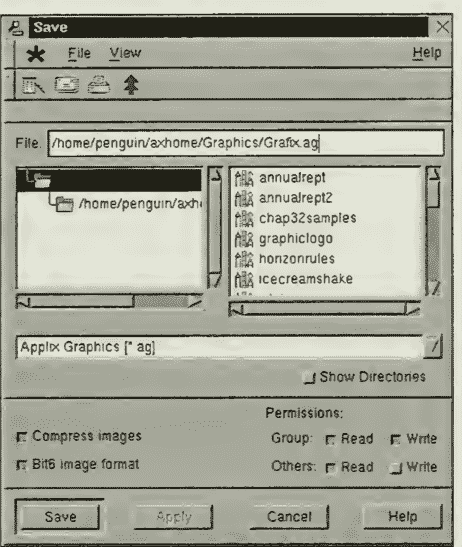 Save
File View Help
File. /home/penguin/axhome/Graphics/Grafix.ag
/home/penguin/axh
annualrept
annualrept2
chap32samples
graphiclogo
horizonrules
icecreamshake
Applix Graphics [* ag]
Show Directories
Permissions:
Compress images Group: Read Write
Bit6 image format Others: Read Write
Save Apply Cancel Help